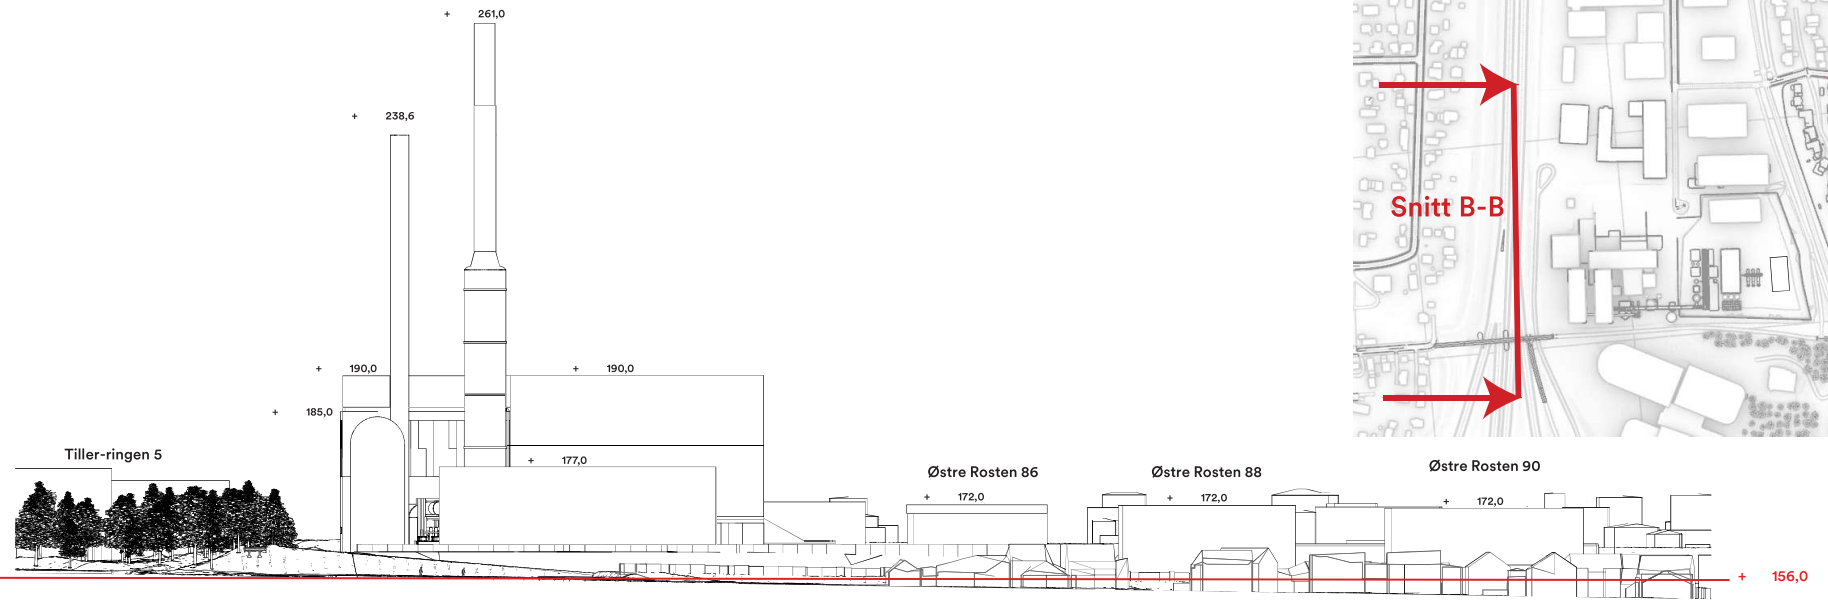 + 261,0
+ 238,6
Snitt B-B
+ 190,0
+ 190,0
+ 185,0
Tiller-ringen 5
+ 177,0
Østre Rosten 86
+ 172,0
Østre Rosten 88
+ 172,0
Østre Rosten 90
+ 172,0
+ 156,0